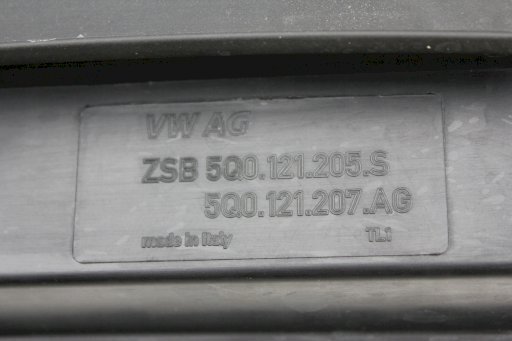 VW AG
ZSB 5Q0.121.205.S
5Q0.121.207.AG
made in Italy
TL1